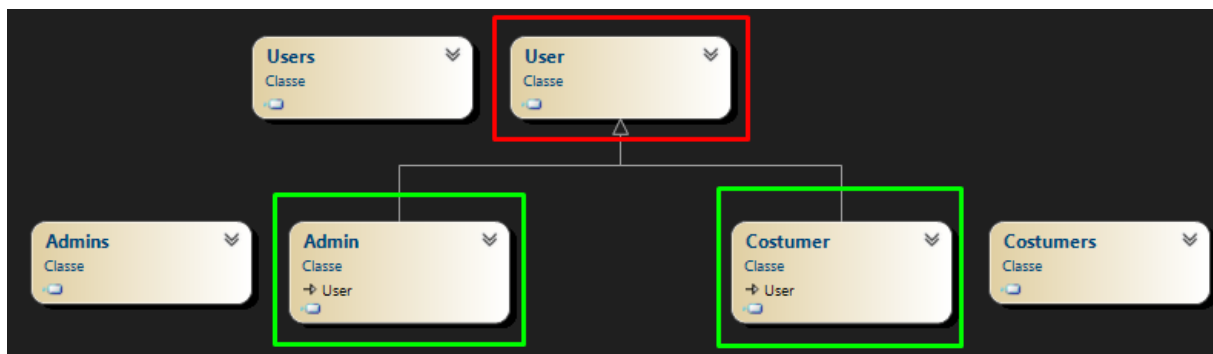 Users
Classe
User
Classe
Admins
Classe
Admin
Classe
User
Costumer
Classe
User
Costumers
Classe